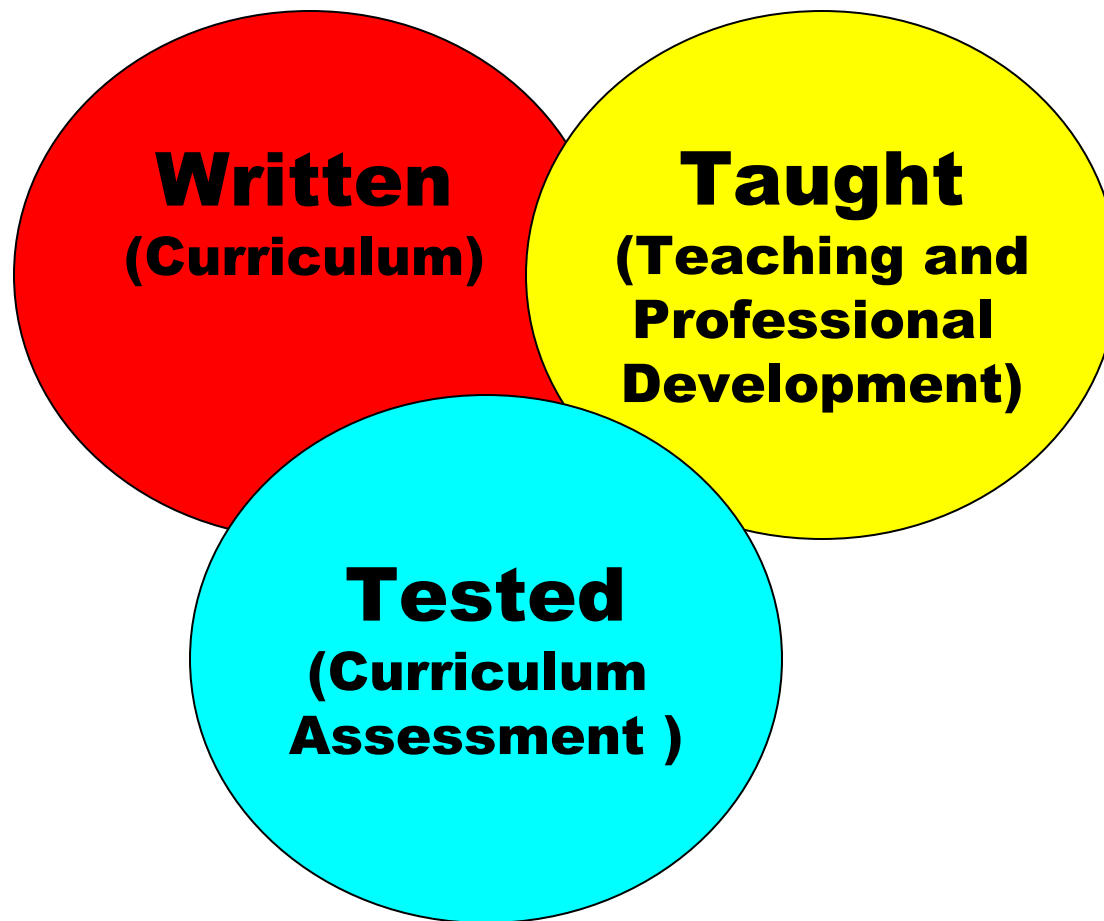 Written
(Curriculum)
Taught
(Teaching and
Professional
Development)
Tested
(Curriculum
Assessment )